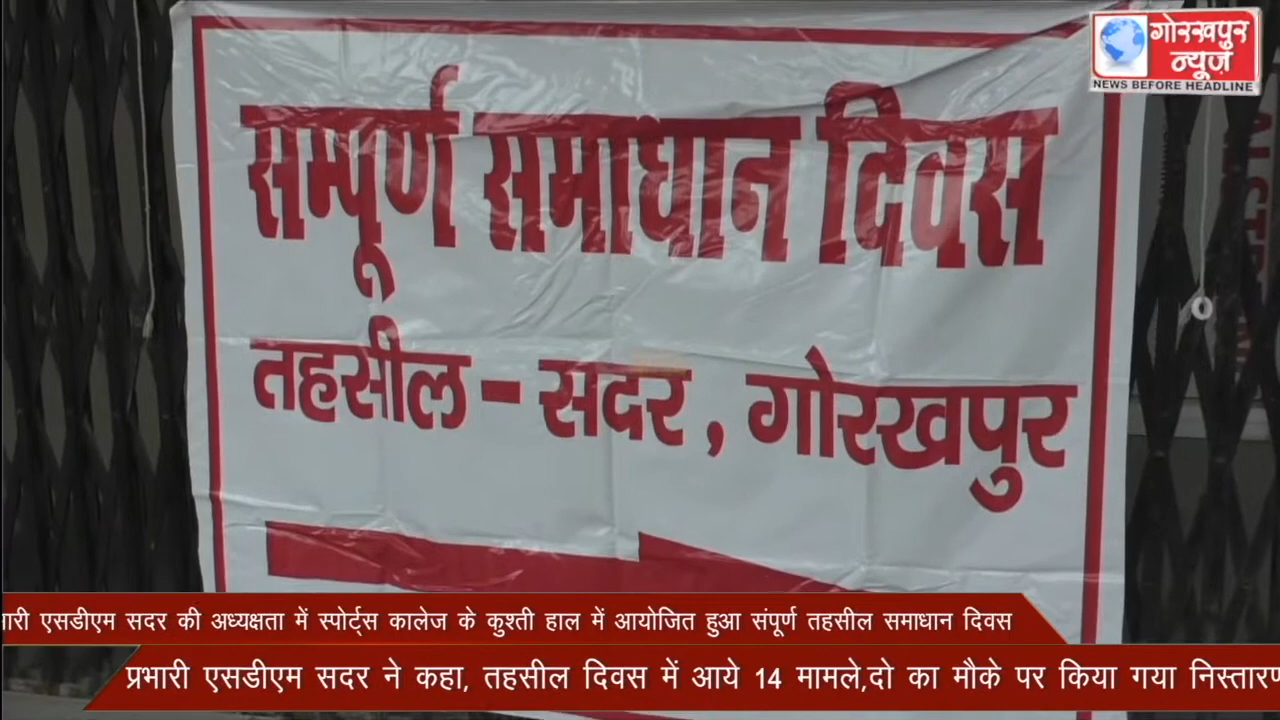 गोरखपुर
न्यूज़
NEWS BEFORE HEADLINE
सम्पूर्ण समाधान दिवस
तहसील - सदर, गोरखपुर
एसडीएम सदर की अध्यक्षता में स्पोर्ट्स कालेज के कुश्ती हाल में आयोजित हुआ संपूर्ण तहसील समाधान दिवस
प्रभारी एसडीएम सदर ने कहा, तहसील दिवस में आये 14 मामले,दो का मौके पर किया गया निस्तारण